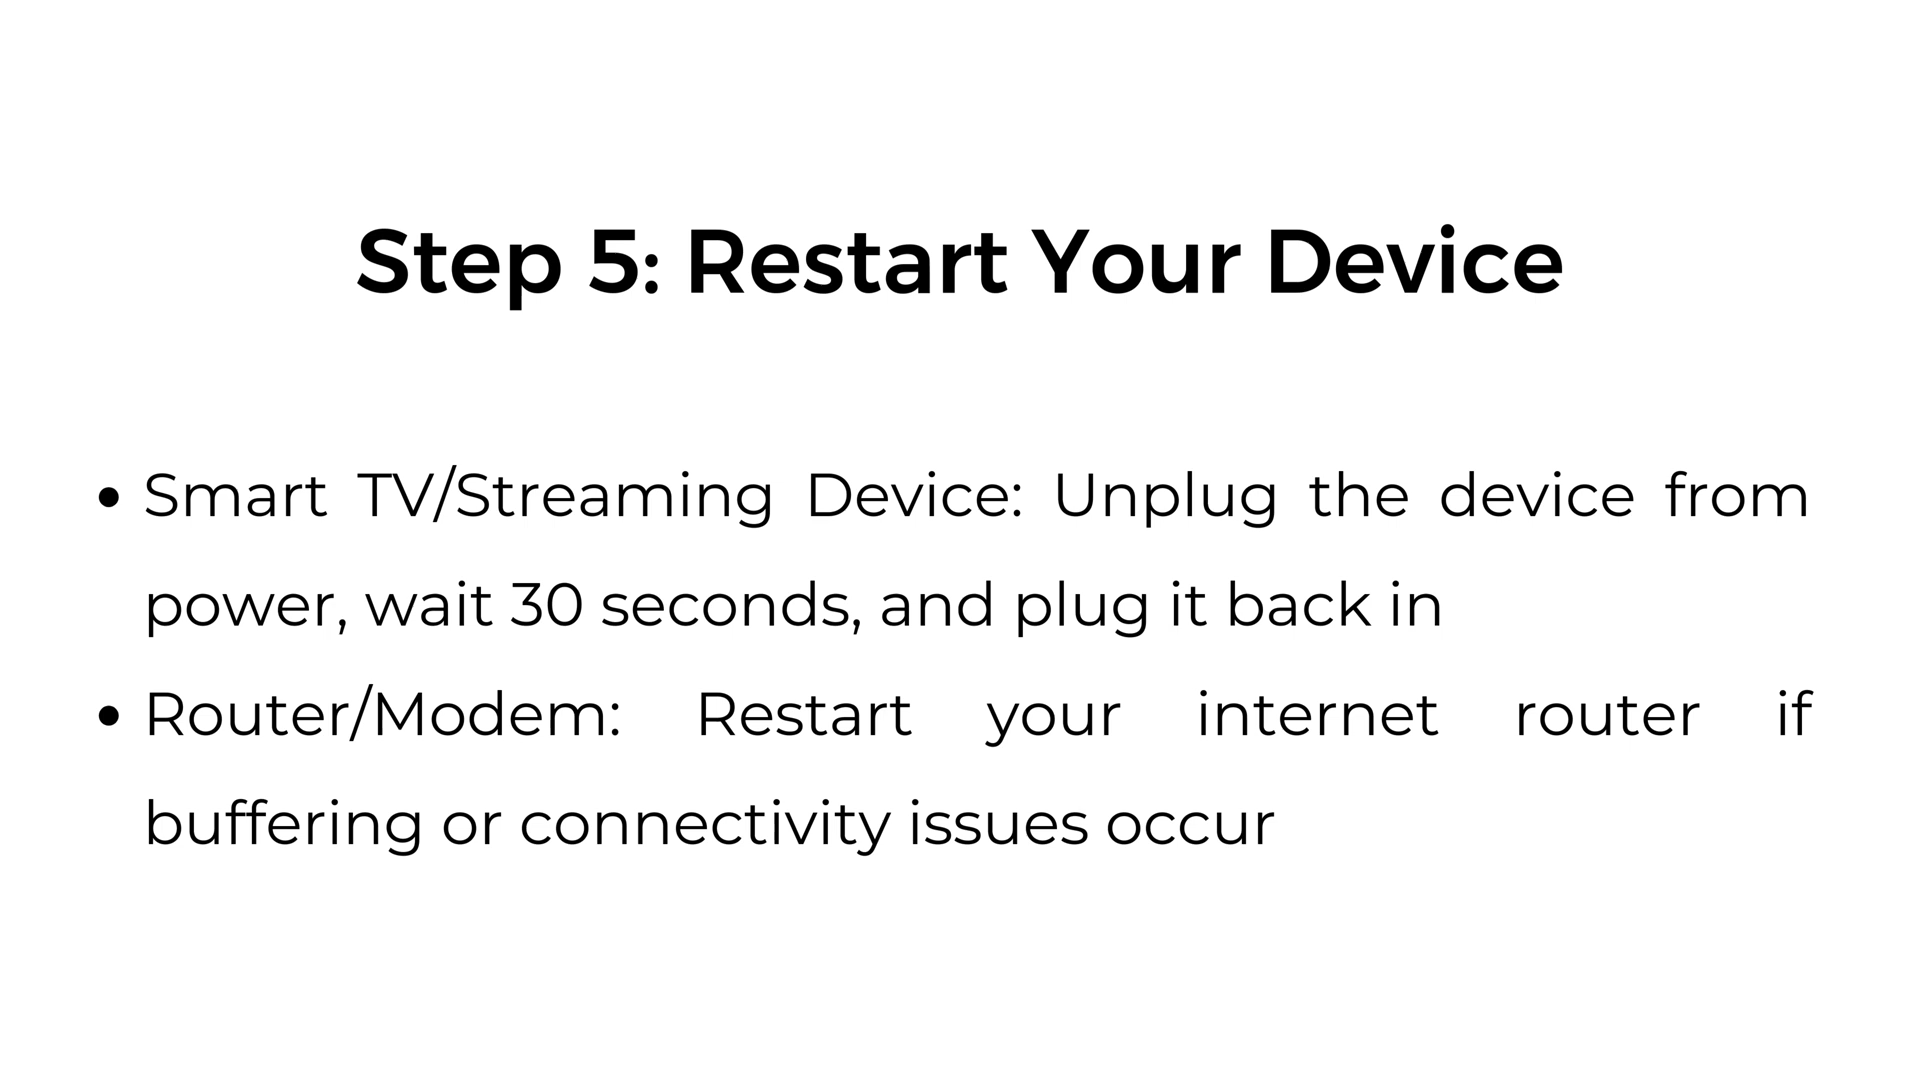 Step 5: Restart Your Device
• Smart TV/Streaming Device: Unplug the device from
power, wait 30 seconds, and plug it back in
• Router/Modem: Restart your internet router if
buffering or connectivity issues occur